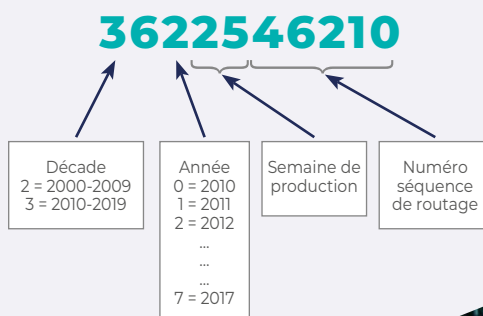 3622546210
Décade
2 = 2000-2009
3 = 2010-2019
Année
0 = 2010
1 = 2011
2 = 2012
...
...
...
7 = 2017
Semaine de
production
Numéro
séquence
de routage